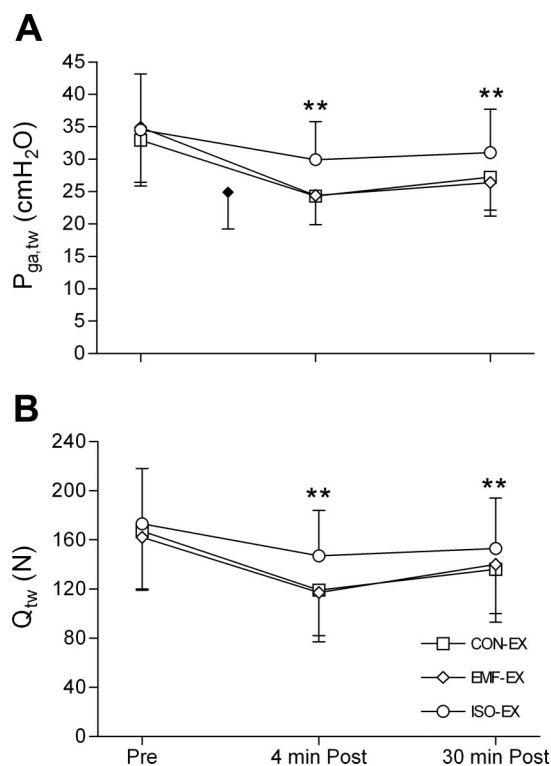 A
45
40
35
30
25
20
15
10
5
0
Pga,tw (cmH2O)
**
**
B
240
200
160
120
80
40
0
Qtw (N)
**
**
CON-EX
EMF-EX
ISO-EX
Pre
4 min Post
30 min Post